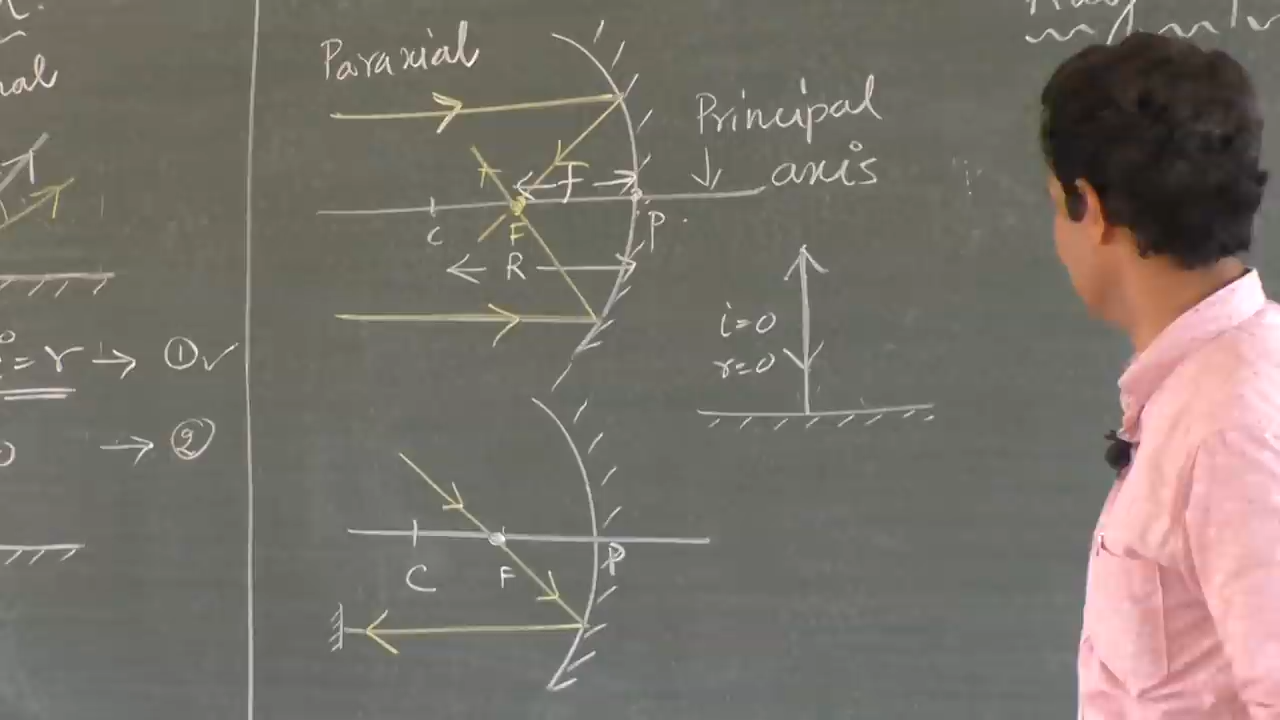 Paraxial
Principal
axis
f
C
F
P
R
i=0
r=0
i=r → ① ✓
→ ②
C
F
P